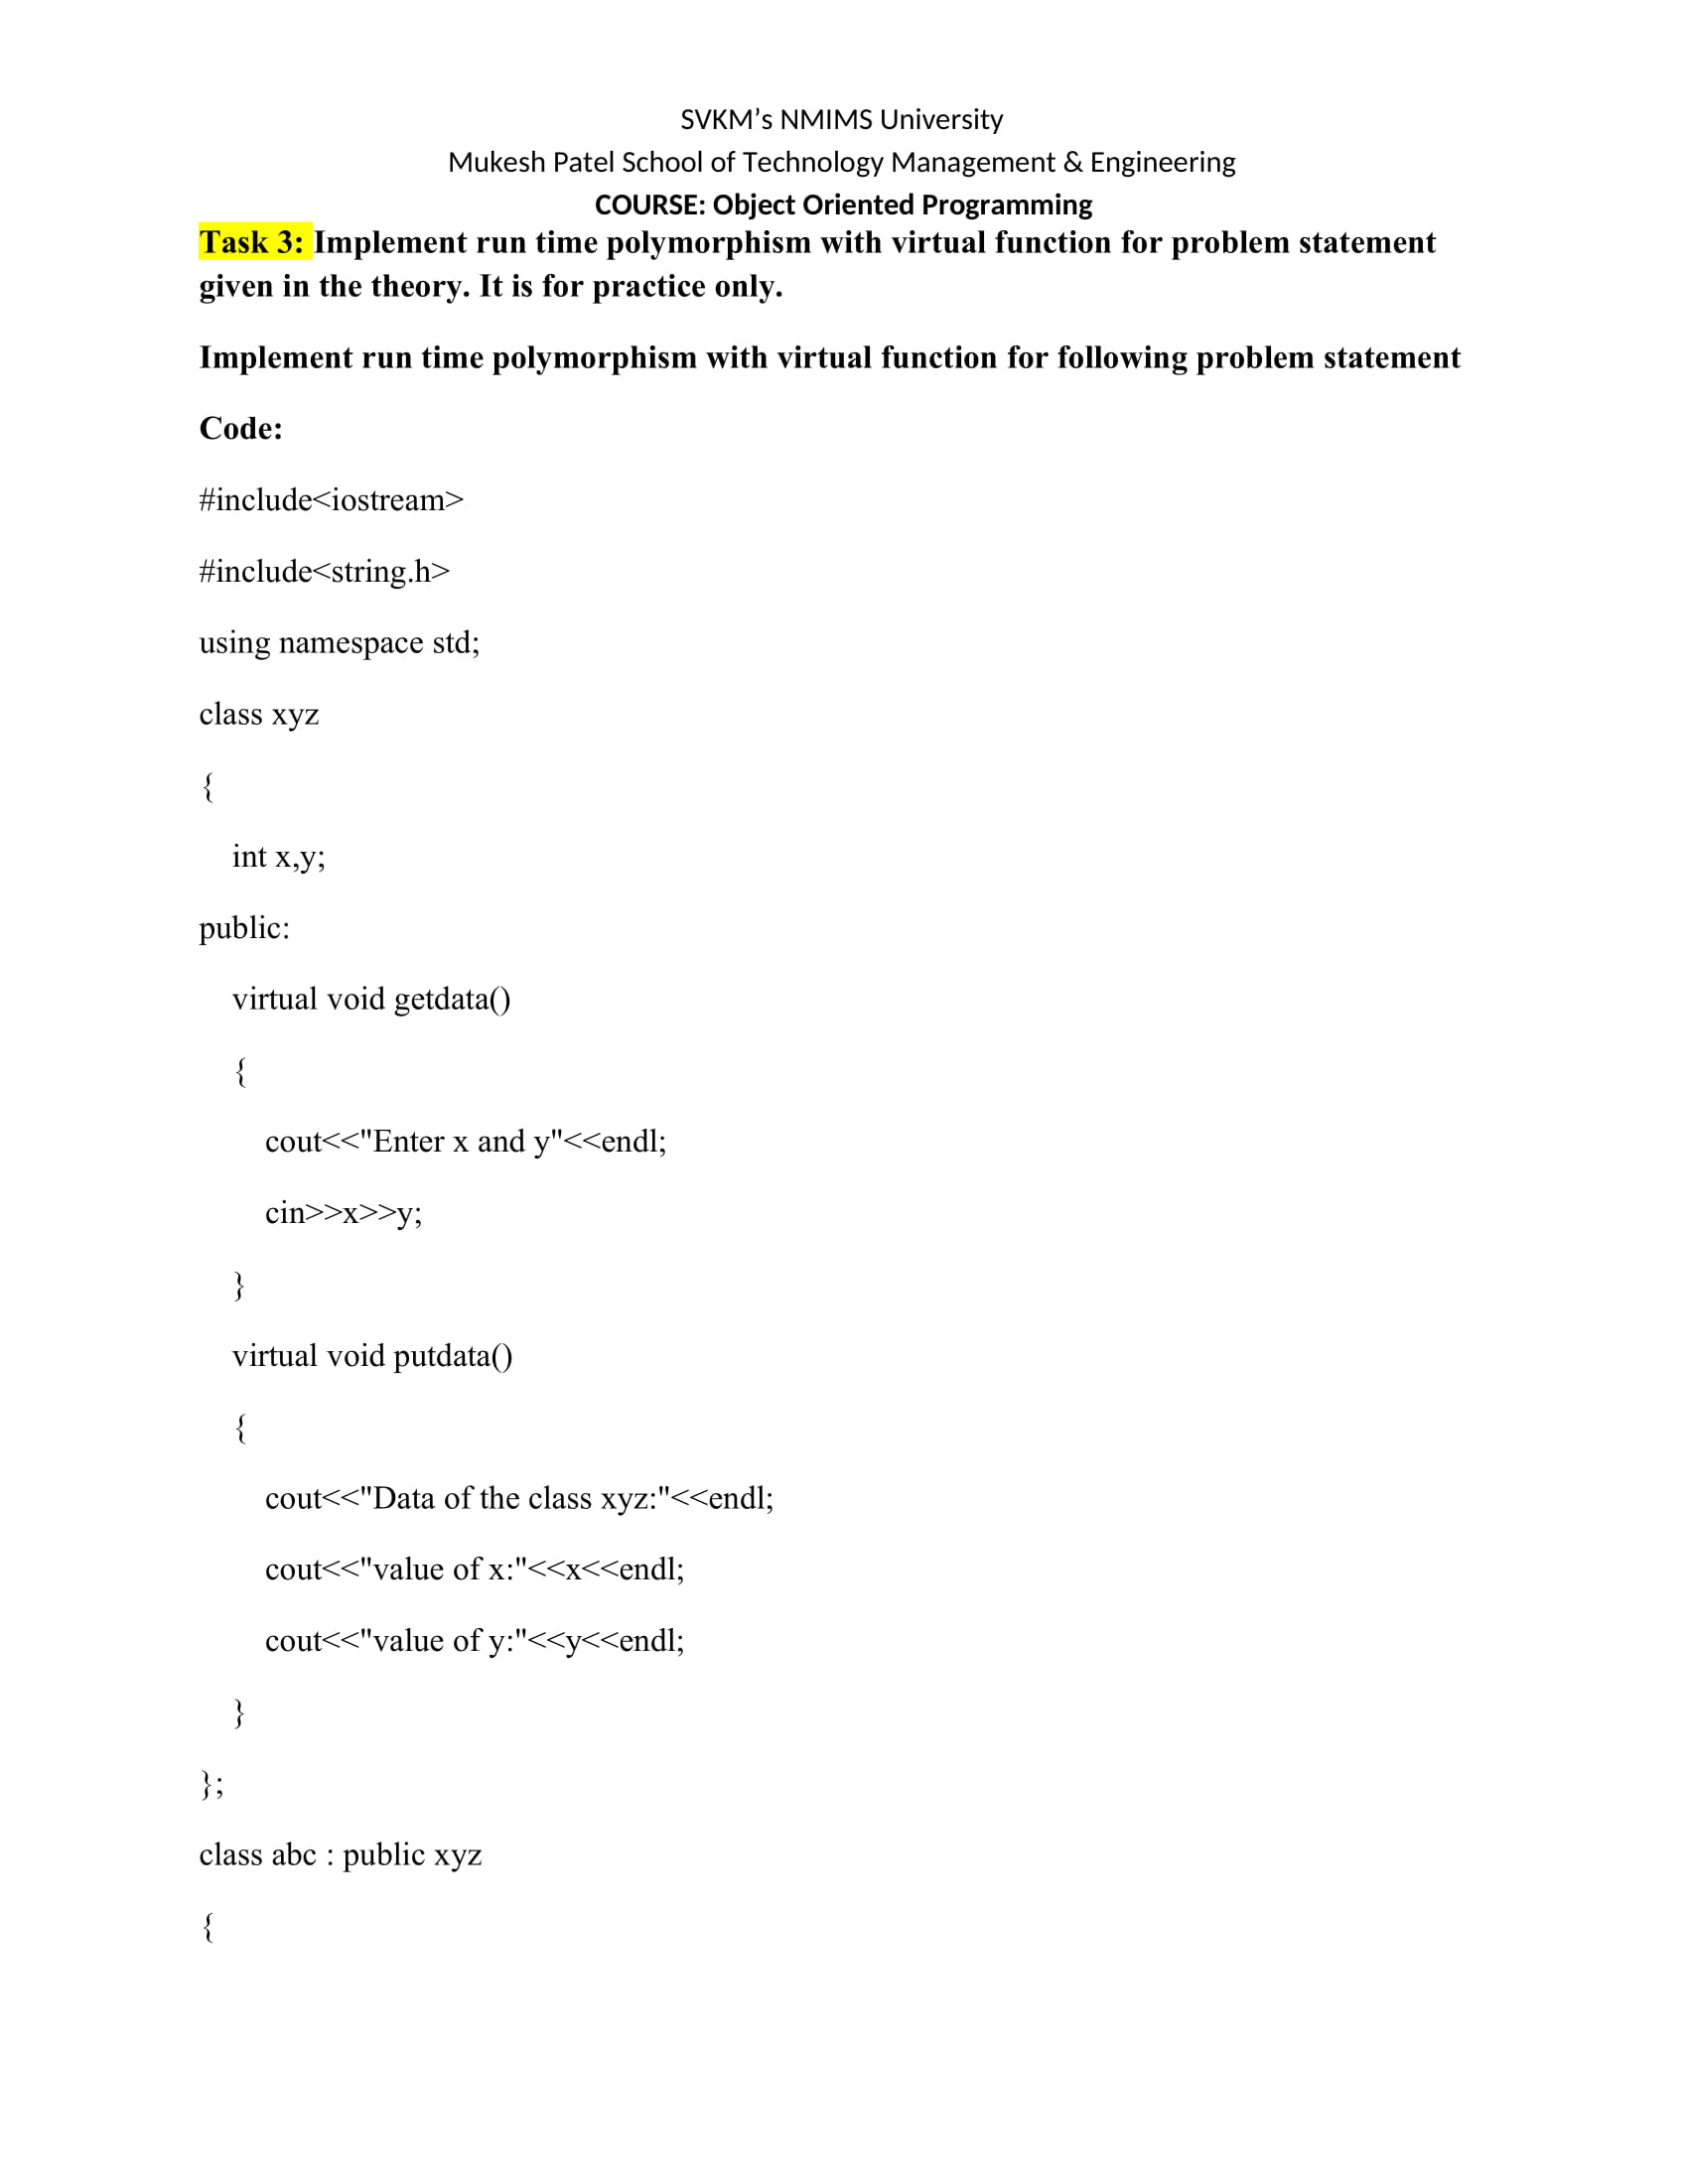 SVKM’s NMIMS University
Mukesh Patel School of Technology Management & Engineering
COURSE: Object Oriented Programming
Task 3: Implement run time polymorphism with virtual function for problem statement
given in the theory. It is for practice only.
Implement run time polymorphism with virtual function for following problem statement
Code:
#include<iostream>
#include<string.h>
using namespace std;
class xyz
{
int x,y;
public:
virtual void getdata()
{
cout<<"Enter x and y"<<endl;
cin>>x>>y;
}
virtual void putdata()
{
cout<<"Data of the class xyz:"<<endl;
cout<<"value of x:"<<x<<endl;
cout<<"value of y:"<<y<<endl;
}
};
class abc : public xyz
{